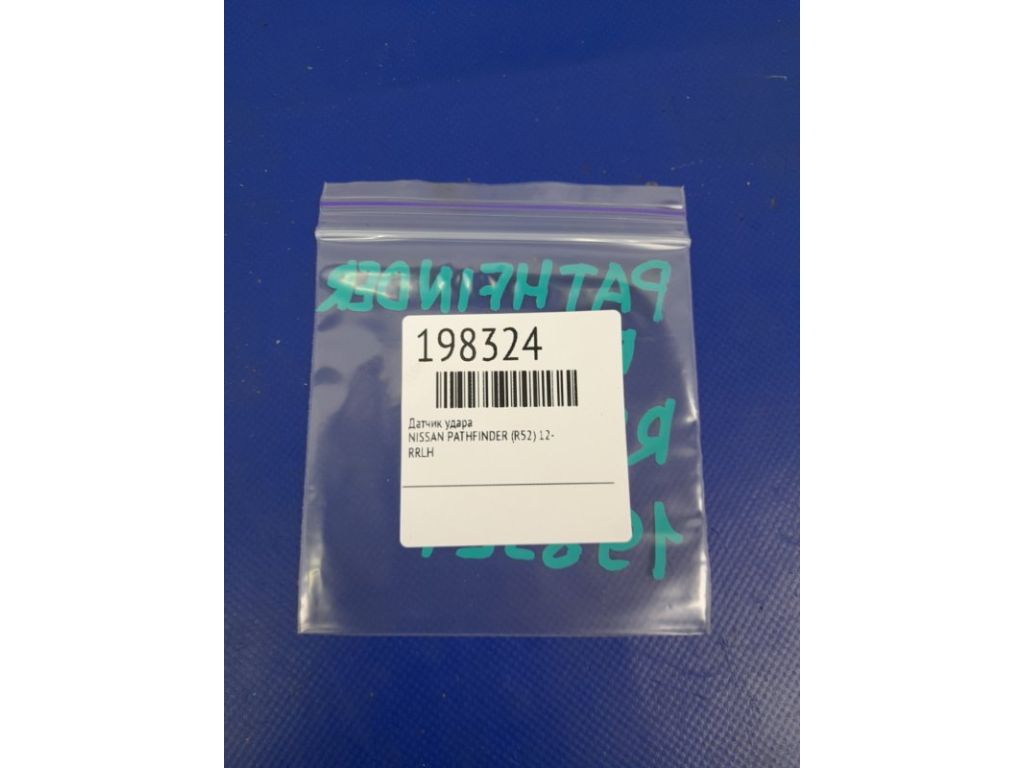 PATHFINDER
198324
Датчик удара
NISSAN PATHFINDER (R52) 12-
RRLH